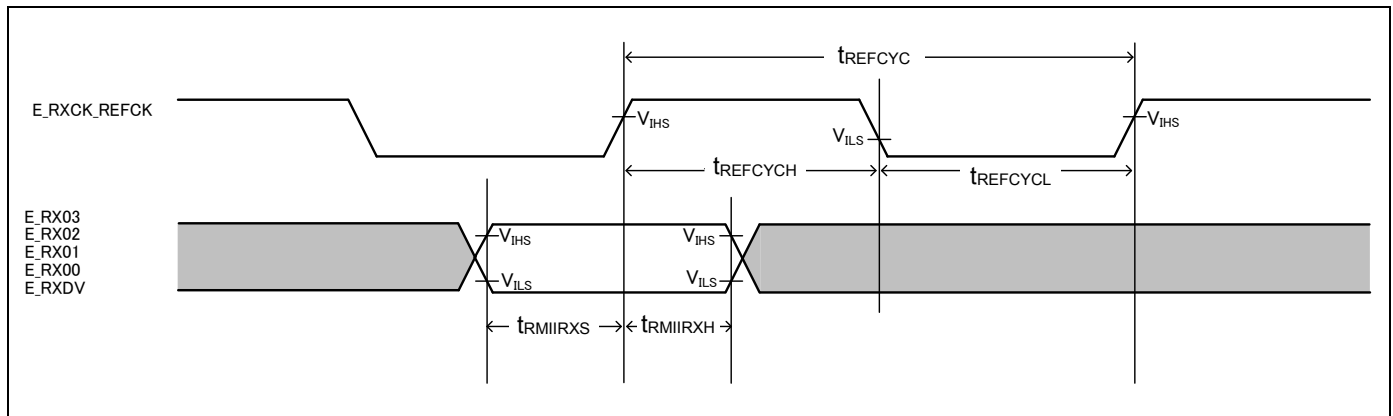 tREFCYC
E_RXCK_REFCK
VIHS
VILS
VIHS
tREFCYCH
tREFCYCL
E_RX03
E_RX02
E_RX01
E_RX00
E_RXDV
VIHS
VIHS
VILS
VILS
tRMIIRXS
tRMIIRXH